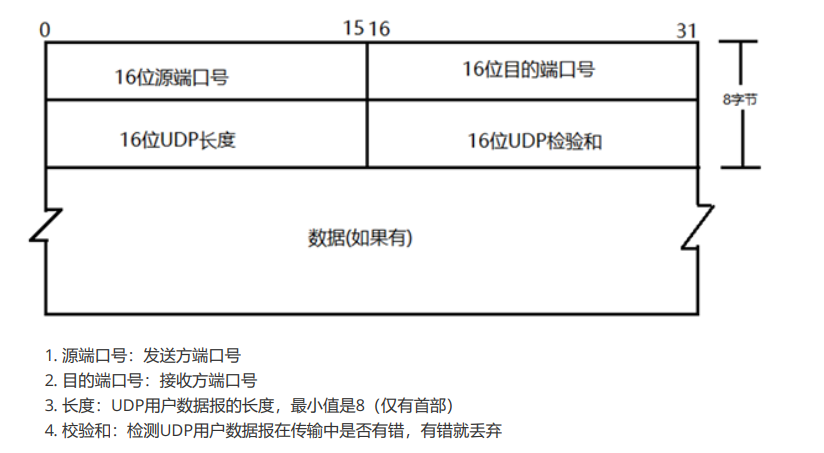 0 15 16 31
16位源端口号 16位目的端口号
8字节
16位UDP长度 16位UDP检验和
数据(如果有)
1. 源端口号：发送方端口号
2. 目的端口号：接收方端口号
3. 长度：UDP用户数据报的长度，最小值是8（仅有首部）
4. 校验和：检测UDP用户数据报在传输中是否有错，有错就丢弃